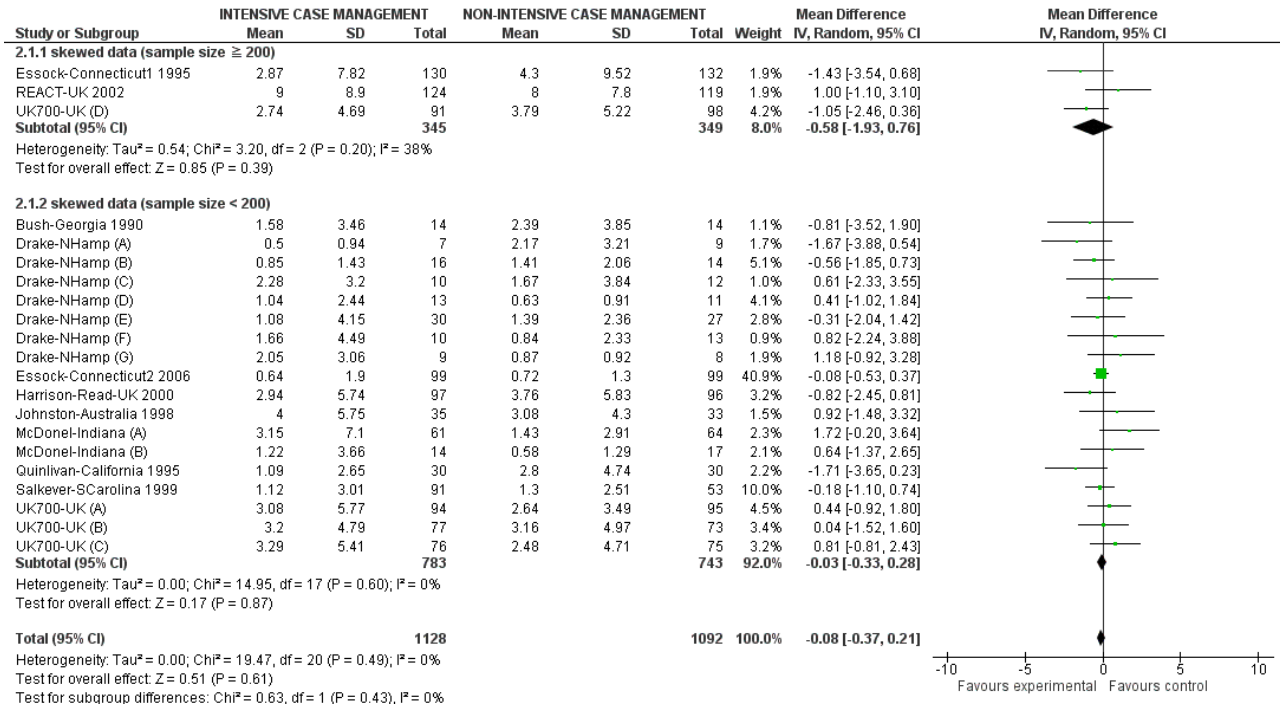 INTENSIVE CASE MANAGEMENT NON-INTENSIVE CASE MANAGEMENT Mean Difference Mean Difference
Study or Subgroup Mean SD Total Mean SD Total Weight IV, Random, 95% CI IV, Random, 95% CI
2.1.1 skewed data (sample size ≧ 200)
Essock-Connecticut1 1995 2.87 7.82 130 4.3 9.52 132 1.9% -1.43 [-3.54, 0.68]
REACT-UK 2002 9 8.9 124 8 7.8 119 1.9% 1.00 [-1.10, 3.10]
UK700-UK (D) 2.74 4.69 91 3.79 5.22 98 4.2% -1.05 [-2.46, 0.36]
Subtotal (95% CI) 345 349 8.0% -0.58 [-1.93, 0.76]
Heterogeneity: Tau² = 0.54; Chi² = 3.20, df = 2 (P = 0.20); I² = 38%
Test for overall effect: Z = 0.85 (P = 0.39)
2.1.2 skewed data (sample size < 200)
Bush-Georgia 1990 1.58 3.46 14 2.39 3.85 14 1.1% -0.81 [-3.52, 1.90]
Drake-NHamp (A) 0.5 0.94 7 2.17 3.21 9 1.7% -1.67 [-3.88, 0.54]
Drake-NHamp (B) 0.85 1.43 16 1.41 2.06 14 5.1% -0.56 [-1.85, 0.73]
Drake-NHamp (C) 2.28 3.2 10 1.67 3.84 12 1.0% 0.61 [-2.33, 3.55]
Drake-NHamp (D) 1.04 2.44 13 0.63 0.91 11 4.1% 0.41 [-1.02, 1.84]
Drake-NHamp (E) 1.08 4.15 30 1.39 2.36 27 2.8% -0.31 [-2.04, 1.42]
Drake-NHamp (F) 1.66 4.49 10 0.84 2.33 13 0.9% 0.82 [-2.24, 3.88]
Drake-NHamp (G) 2.05 3.06 9 0.87 0.92 8 1.9% 1.18 [-0.92, 3.28]
Essock-Connecticut2 2006 0.64 1.9 99 0.72 1.3 99 40.9% -0.08 [-0.53, 0.37]
Harrison-Read-UK 2000 2.94 5.74 97 3.76 5.83 96 3.2% -0.82 [-2.45, 0.81]
Johnston-Australia 1998 4 5.75 35 3.08 4.3 33 1.5% 0.92 [-1.48, 3.32]
McDonel-Indiana (A) 3.15 7.1 61 1.43 2.91 64 2.3% 1.72 [-0.20, 3.64]
McDonel-Indiana (B) 1.22 3.66 14 0.58 1.29 17 2.1% 0.64 [-1.37, 2.65]
Quinlivan-California 1995 1.09 2.65 30 2.8 4.74 30 2.2% -1.71 [-3.65, 0.23]
Salkever-SCarolina 1999 1.12 3.01 91 1.3 2.51 53 10.0% -0.18 [-1.10, 0.74]
UK700-UK (A) 3.08 5.77 94 2.64 3.49 95 4.5% 0.44 [-0.92, 1.80]
UK700-UK (B) 3.2 4.79 77 3.16 4.97 73 3.4% 0.04 [-1.52, 1.60]
UK700-UK (C) 3.29 5.41 76 2.48 4.71 75 3.2% 0.81 [-0.81, 2.43]
Subtotal (95% CI) 783 743 92.0% -0.03 [-0.33, 0.28]
Heterogeneity: Tau² = 0.00; Chi² = 14.95, df = 17 (P = 0.60); I² = 0%
Test for overall effect: Z = 0.17 (P = 0.87)
Total (95% CI) 1128 1092 100.0% -0.08 [-0.37, 0.21]
Heterogeneity: Tau² = 0.00; Chi² = 19.47, df = 20 (P = 0.49); I² = 0%
Test for overall effect: Z = 0.51 (P = 0.61)
Test for subgroup differences: Chi² = 0.63, df = 1 (P = 0.43), I² = 0%
-10 -5 0 5 10
Favours experimental Favours control